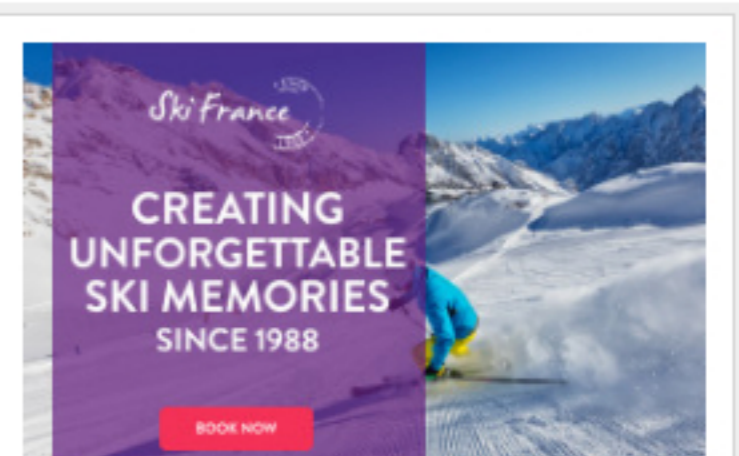 Ski France
CREATING
UNFORGETTABLE
SKI MEMORIES
SINCE 1988
BOOK NOW